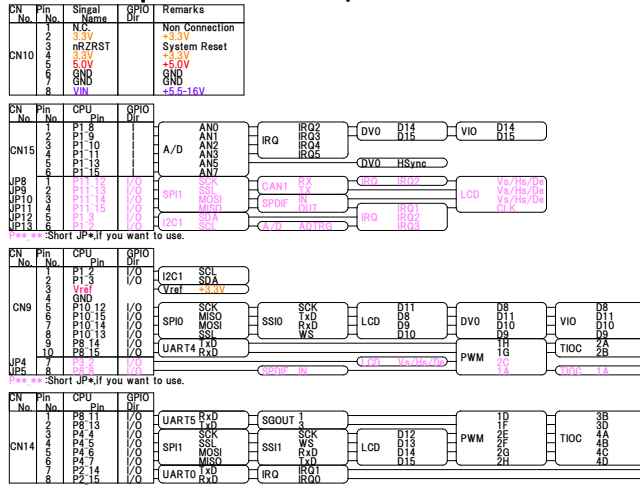 CN No. Pin No. Singal Name GPIO Dir Remarks
CN10
1 N.C. Non Connection
2 3.3V +3.3V
3 nRZRST System Reset
4 3.3V +3.3V
5 5.0V +5.0V
6 GND GND
7 GND GND
8 VIN +5.5-16V
CN No. Pin No. CPU Pin GPIO Dir
CN15
1 P1_8 I A/D AN0 IRQ IRQ2 DV0 D14 VIO D14
2 P1_9 I AN1 IRQ3 D15 D15
3 P1_10 I AN2 IRQ4
4 P1_11 I AN3 IRQ5
5 P1_13 I AN5 DV0 HSync
6 P1_15 I AN7
JP8 1 P11_12 I/O SPI1 SCK CAN1 RX IRQ IRQ2 LCD Vs/Hs/De
JP9 2 P11_13 I/O SSL TX Vs/Hs/De
JP10 3 P11_14 I/O MOSI SPDIF IN Vs/Hs/De
JP11 4 P11_15 I/O MISO OUT IRQ IRQ1 CLK
JP12 5 P1_3 I/O I2C1 SDA IRQ2
JP13 6 P1_2 I/O SCL A/D ADTRG IRQ3
P**_** :Short JP*,if you want to use.
CN No. Pin No. CPU Pin GPIO Dir
CN9
1 P1_2 I/O I2C1 SCL
2 P1_3 I/O SDA
3 Vref Vref +3.3V
4 GND
5 P10_12 I/O SPI0 SCK SSI0 SCK LCD D11 DV0 D8 VIO D8
6 P10_15 I/O MISO TxD D8 D11 D11
7 P10_14 I/O MOSI RxD D9 D10 D10
8 P10_13 I/O SSL WS D10 D9 D9
9 P8_14 I/O UART4 TxD PWM 1H TIOC 2A
10 P8_15 I/O RxD 1G 2B
JP4 7 P3_2 I/O LCD Vs/Hs/De 2C
JP5 8 P8_8 I/O SPDIF IN 1A TIOC 1A
P**_** :Short JP*,if you want to use.
CN No. Pin No. CPU Pin GPIO Dir
CN14
1 P8_11 I/O UART5 RxD SGOUT 1 PWM 1D TIOC 3B
2 P8_13 I/O TxD 3 1F 3D
3 P4_4 I/O SPI1 SCK SSI1 SCK LCD D12 2E 4A
4 P4_5 I/O SSL WS D13 2F 4B
5 P4_6 I/O MOSI RxD D14 2G 4C
6 P4_7 I/O MISO TxD D15 2H 4D
7 P2_14 I/O UART0 TxD IRQ IRQ1
8 P2_15 I/O RxD IRQ0